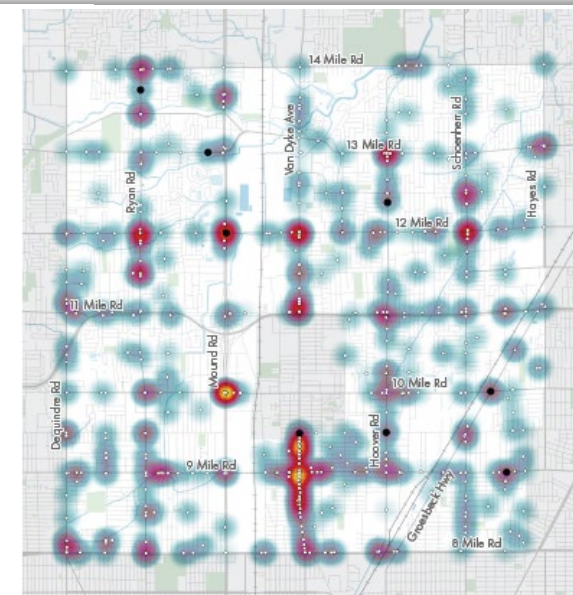 14 Mile Rd
Van Dyke Ave
Schoenherr Rd
13 Mile Rd
Ryan Rd
Hayes Rd
12 Mile Rd
11 Mile Rd
Mound Rd
Dequindre Rd
10 Mile Rd
Hoover Rd
9 Mile Rd
Groesbeck Hwy
8 Mile Rd